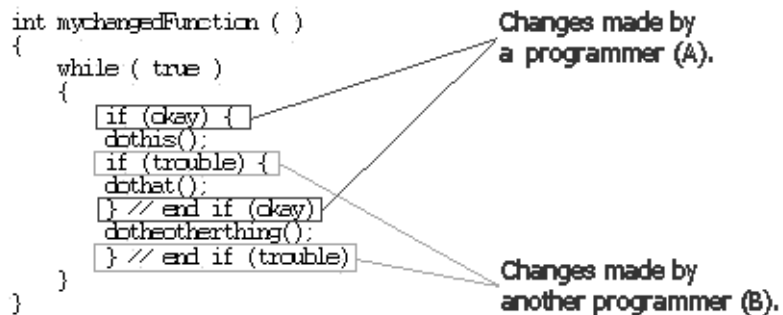 int mychangedFunction ( )
{
while ( true )
{
if (okay) {
dothis();
if (trouble) {
dothat();
} // end if (okay)
dotheotherthing();
} // end if (trouble)
}
}
Changes made by
a programmer (A).
Changes made by
another programmer (B).